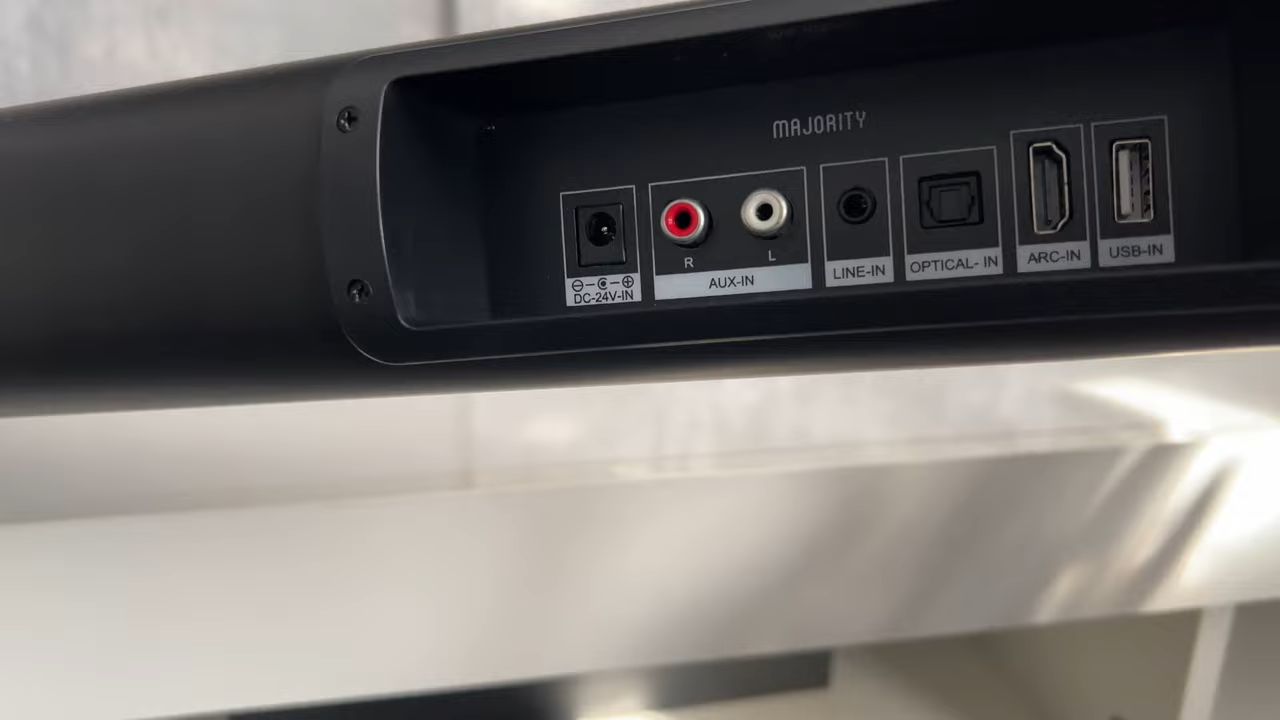 MAJORITY
DC-24V-IN
R
L
AUX-IN
LINE-IN
OPTICAL- IN
ARC-IN
USB-IN